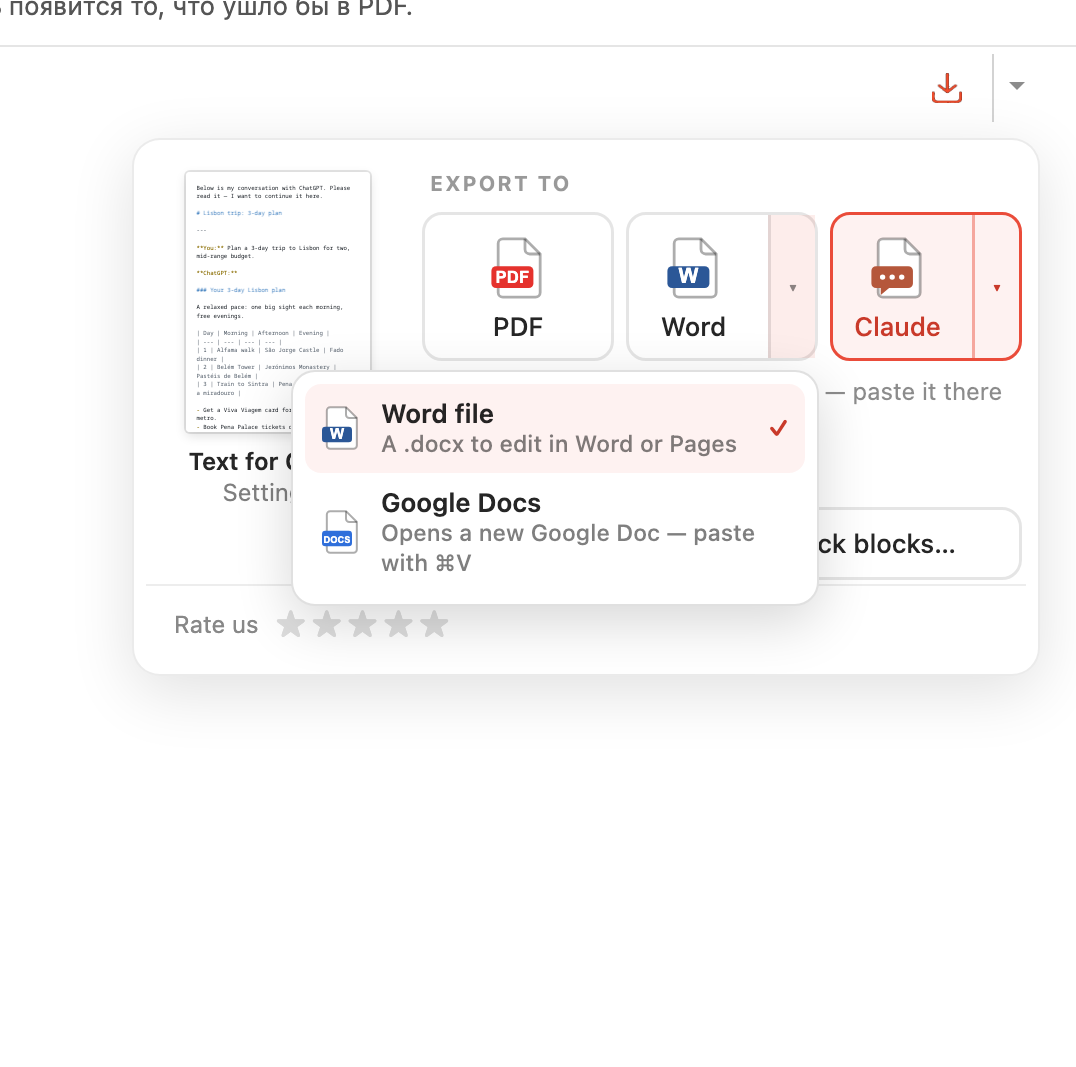 появится то, что ушло бы в PDF.
EXPORT TO
Below is my conversation with ChatGPT. Please
read it — I want to continue it here.
# Lisbon trip: 3-day plan
---
**You:** Plan a 3-day trip to Lisbon for two,
mid-range budget.
**ChatGPT:**
### Your 3-day Lisbon plan
A relaxed pace: one big sight each morning,
free evenings.
| Day | Morning | Afternoon | Evening |
| --- | --- | --- | --- |
| 1 | Alfama walk | São Jorge Castle | Fado
dinner |
| 2 | Belém Tower | Jerónimos Monastery |
Pastéis de Belém |
| 3 | Train to Sintra | Pena
a miradouro |
- Get a Viva Viagem card for
metro.
- Book Pena Palace tickets
PDF
PDF
W
Word
▾
Claude
▾
— paste it there
Text for
Setting
W
Word file
A .docx to edit in Word or Pages
DOCS
Google Docs
Opens a new Google Doc — paste
with ⌘V
ck blocks...
Rate us